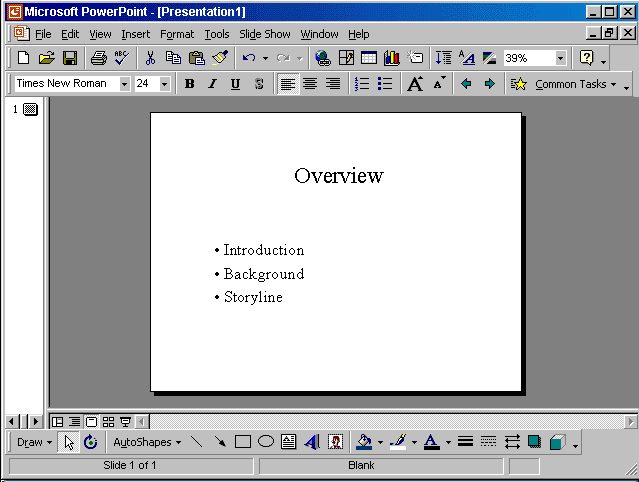 Microsoft PowerPoint - [Presentation1]
File Edit View Insert Format Tools Slide Show Window Help
39%
Times New Roman 24 B I U S A A Common Tasks
1
Overview
• Introduction
• Background
• Storyline
Draw AutoShapes A A
Slide 1 of 1 Blank